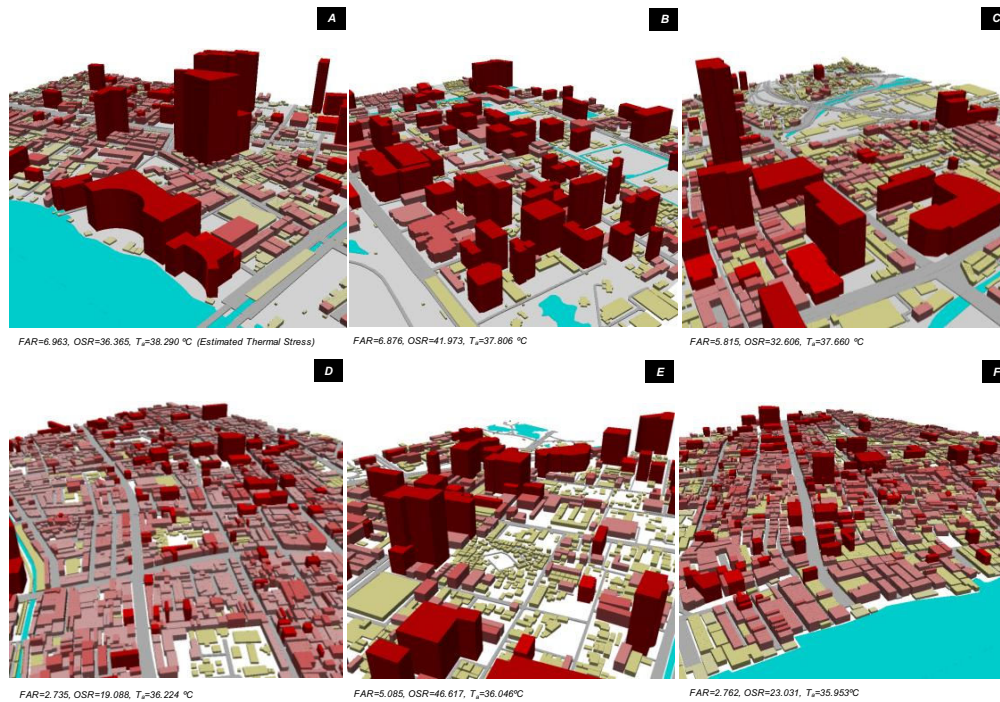 A
B
C
FAR=6.963, OSR=36.365, Tₐ=38.290 ºC (Estimated Thermal Stress)
FAR=6.876, OSR=41.973, Tₐ=37.806 ºC
FAR=5.815, OSR=32.606, Tₐ=37.660 ºC
D
E
F
FAR=2.735, OSR=19.088, Tₐ=36.224 ºC
FAR=5.085, OSR=46.617, Tₐ=36.046ºC
FAR=2.762, OSR=23.031, Tₐ=35.953ºC